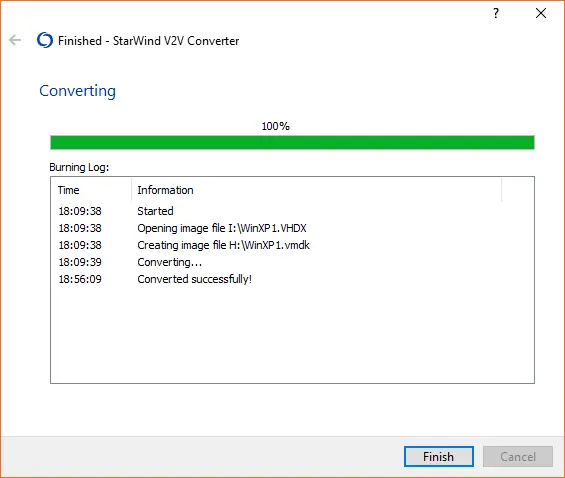 ?
Finished - StarWind V2V Converter
Converting
100%
Burning Log:
Time Information
18:09:38 Started
18:09:38 Opening image file I:\WinXP1.VHDX
18:09:38 Creating image file H:\WinXP1.vmdk
18:09:39 Converting...
18:56:09 Converted successfully!
Finish Cancel